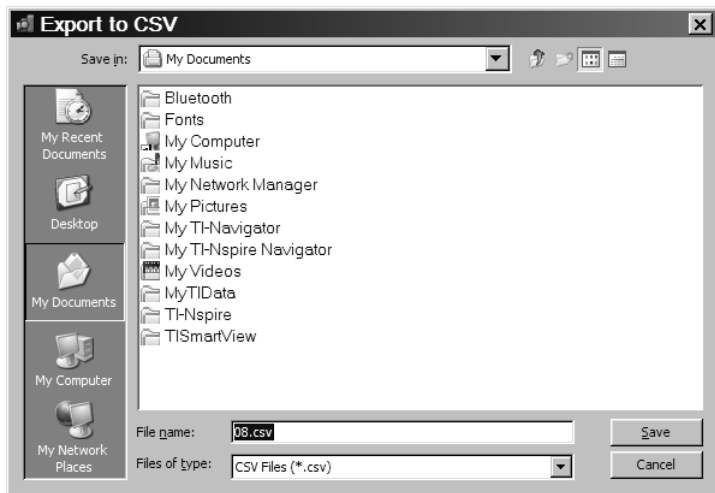 Export to CSV
Save in: My Documents
Bluetooth
Fonts
My Computer
My Music
My Network Manager
My Pictures
My TI-Navigator
My TI-Nspire Navigator
My Videos
MyTIData
TI-Nspire
TISmartView
My Recent
Documents
Desktop
My Documents
My Computer
My Network
Places
File name: 08.csv
Save
Files of type: CSV Files (*.csv)
Cancel